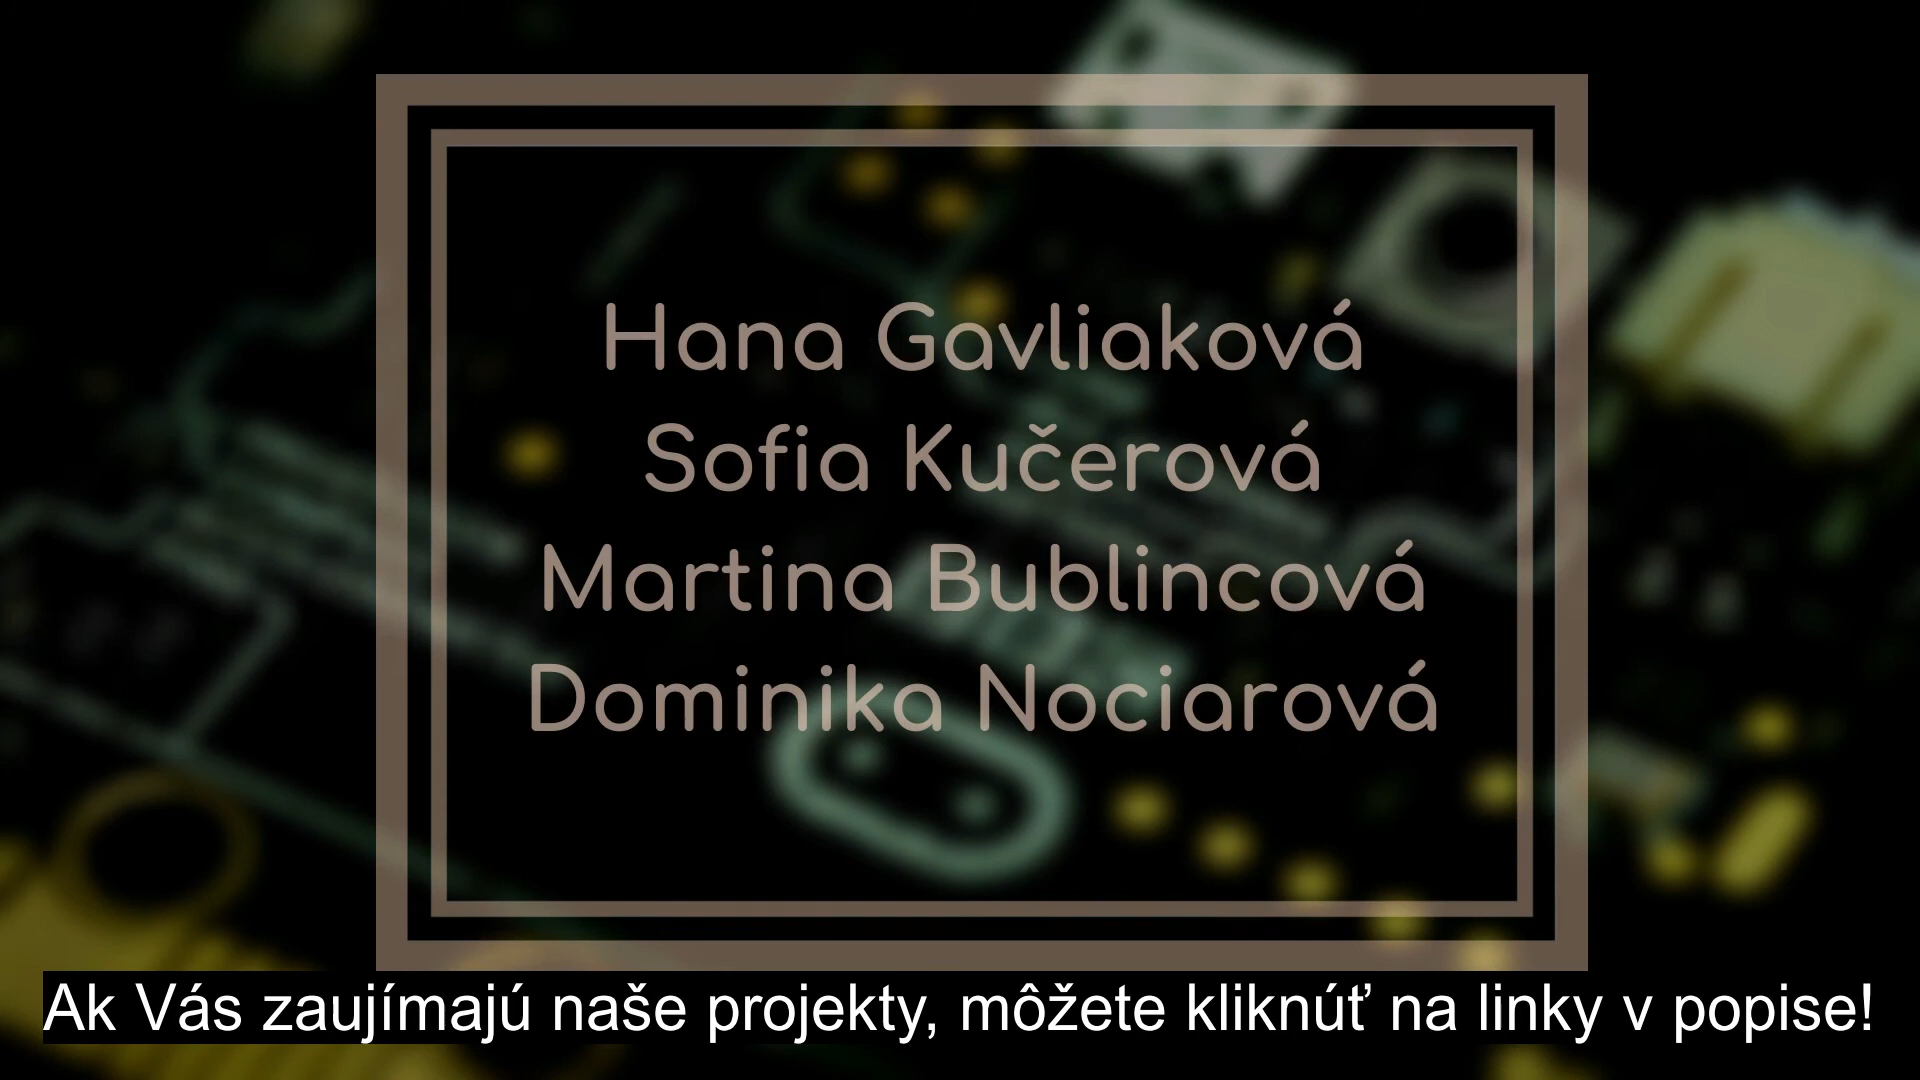 Hana Gavliaková
Sofia Kučerová
Martina Bublincová
Dominika Nociarová
Ak Vás zaujímajú naše projekty, môžete kliknúť na linky v popise!